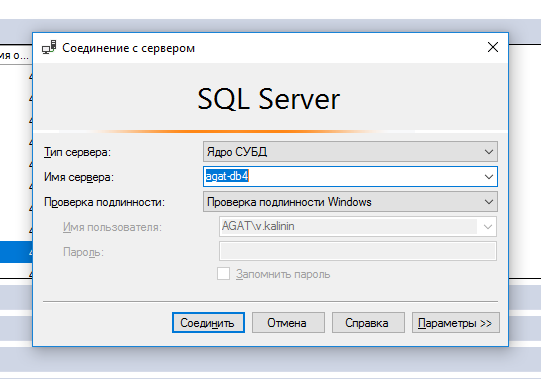 Соединение с сервером
SQL Server
Тип сервера: Ядро СУБД
Имя сервера: agat-db4
Проверка подлинности: Проверка подлинности Windows
Имя пользователя: AGAT\v.kalinin
Пароль:
Запомнить пароль
Соединить Отмена Справка Параметры >>